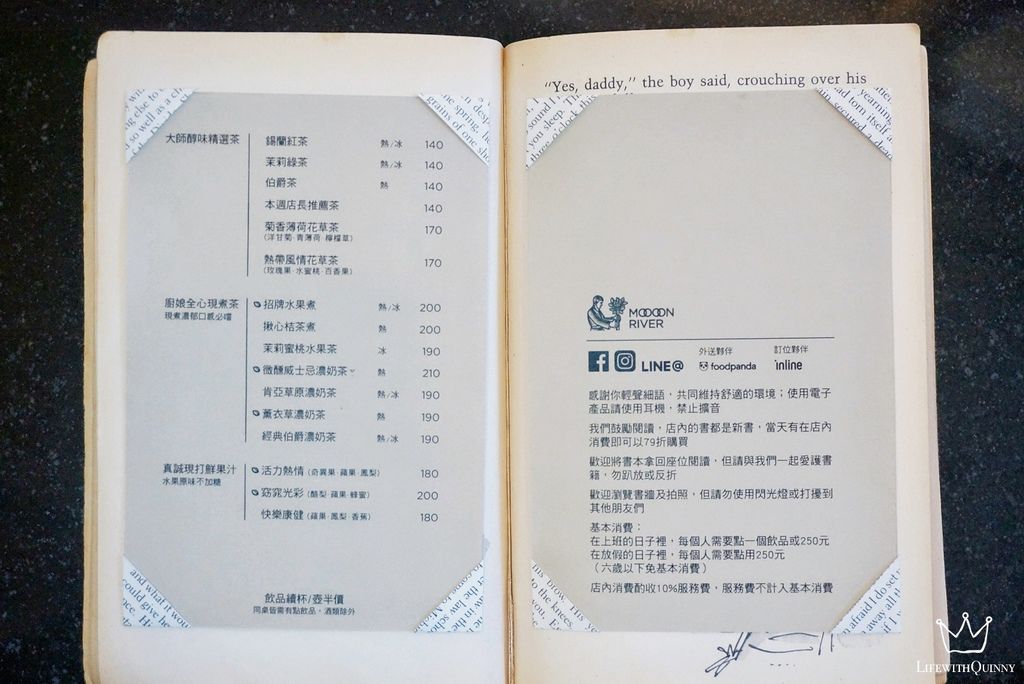 大師醇味精選茶
錫蘭紅茶 熱/冰 140
茉莉綠茶 熱/冰 140
伯爵茶 熱 140
本週店長推薦茶 140
菊香薄荷花草茶 170
(洋甘菊·青薄荷·檸檬草)
熱帶風情花草茶 170
(玫瑰果·水蜜桃·百香果)
廚娘全心現煮茶
現煮濃郁口感必嚐
招牌水果煮 熱/冰 200
揪心桔茶煮 熱 200
茉莉蜜桃水果茶 冰 190
微醺威士忌濃奶茶 熱 210
肯亞草原濃奶茶 熱/冰 190
薰衣草濃奶茶 熱 190
經典伯爵濃奶茶 熱/冰 190
真誠現打鮮果汁
水果原味不加糖
活力熱情 (奇異果·蘋果·鳳梨) 180
窈窕光彩 (酪梨·蘋果·蜂蜜) 200
快樂康健 (蘋果·鳳梨·香蕉) 180
飲品續杯/壺半價
同桌皆需有點飲品，酒類除外
"Yes, daddy," the boy said, crouching over his
MOOOON
RIVER
LINE@
外送夥伴
foodpanda
訂位夥伴
inline
感謝你輕聲細語，共同維持舒適的環境；使用電子
產品請使用耳機，禁止擴音
我們鼓勵閱讀，店內的書都是新書，當天有在店內
消費即可以79折購買
歡迎將書本拿回座位閱讀，但請與我們一起愛護書
籍，勿趴放或反折
歡迎瀏覽書牆及拍照，但請勿使用閃光燈或打擾到
其他朋友們
基本消費：
在上班的日子裡，每個人需要點一個飲品或250元
在放假的日子裡，每個人需要點用250元
（六歲以下免基本消費）
店內消費酌收10%服務費，服務費不計入基本消費
LIFEWITHQUINNY